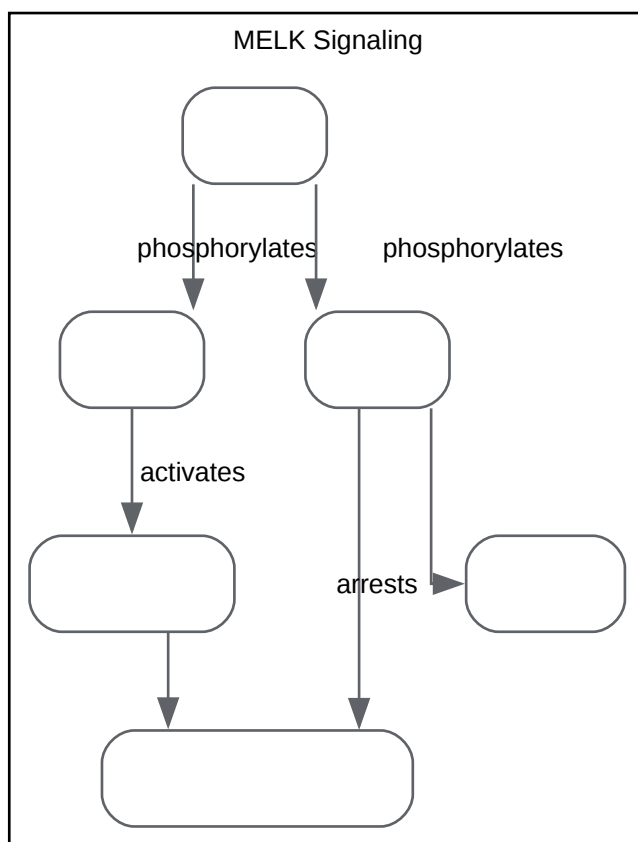 MELK Signaling
phosphorylates
phosphorylates
activates
arrests